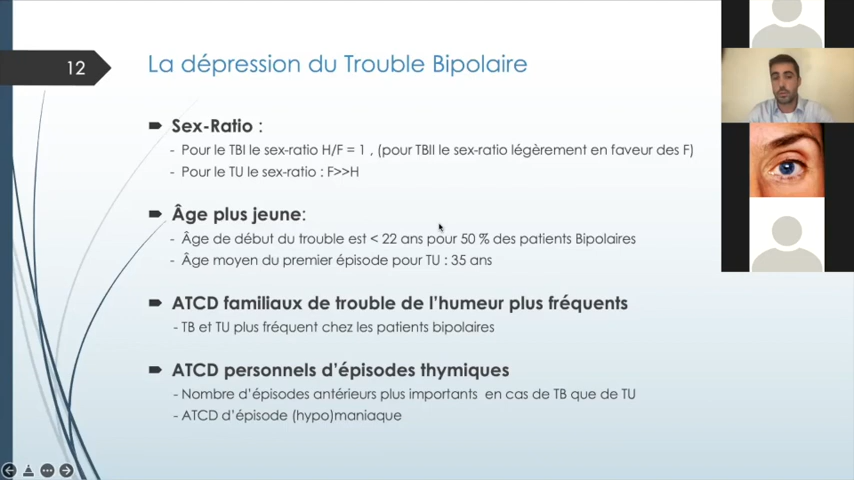 12
La dépression du Trouble Bipolaire
Sex-Ratio :
- Pour le TBI le sex-ratio H/F = 1 , (pour TBII le sex-ratio légèrement en faveur des F)
- Pour le TU le sex-ratio : F>>H
Âge plus jeune:
- Âge de début du trouble est < 22 ans pour 50 % des patients Bipolaires
- Âge moyen du premier épisode pour TU : 35 ans
ATCD familiaux de trouble de l'humeur plus fréquents
- TB et TU plus fréquent chez les patients bipolaires
ATCD personnels d'épisodes thymiques
- Nombre d'épisodes antérieurs plus importants en cas de TB que de TU
- ATCD d'épisode (hypo)maniaque